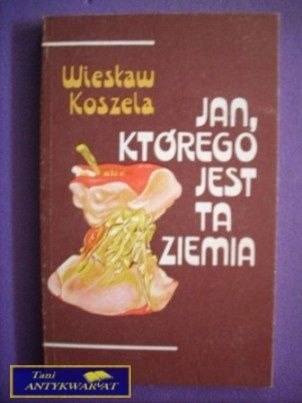 Wiesław
Koszela
JAN,
KTÓREGO
JEST
TA
ZIEMIA
Tani
ANTYKWARIAT